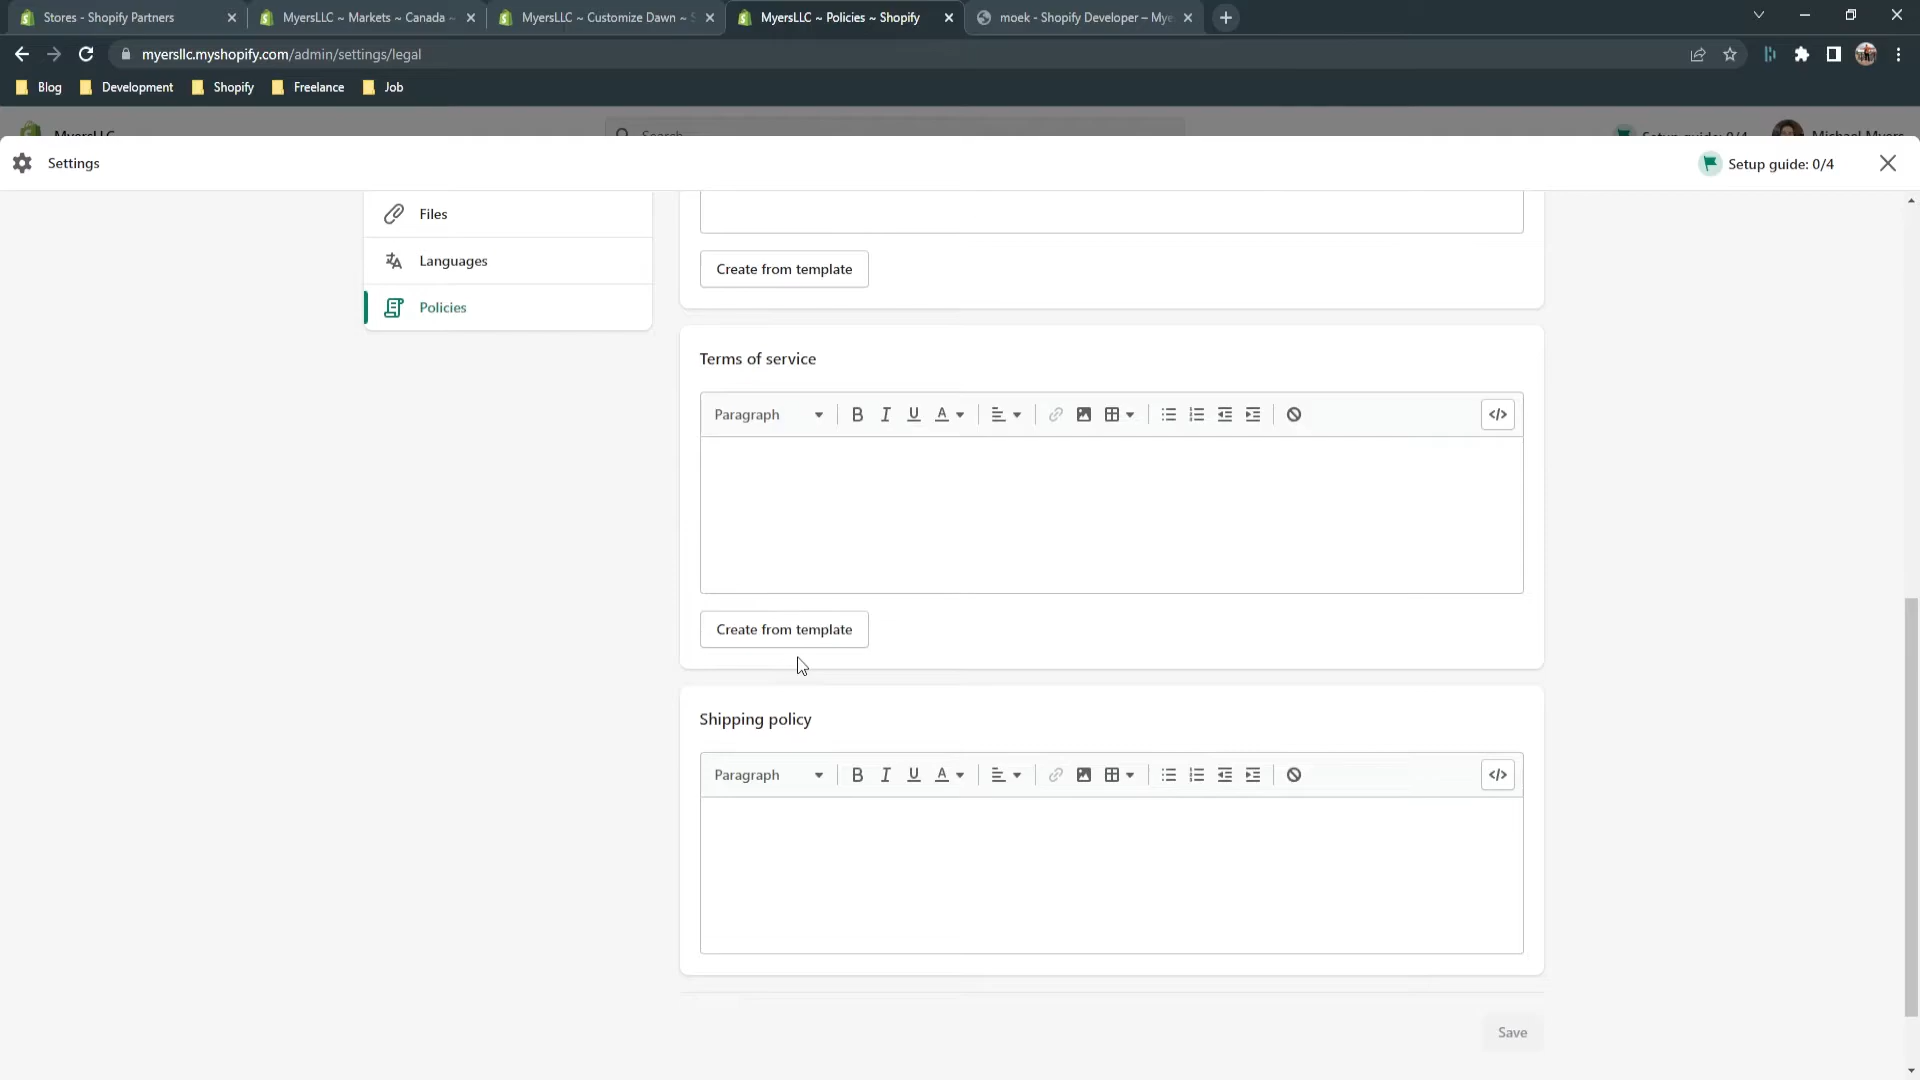 Stores - Shopify Partners
MyersLLC ~ Markets ~ Canada ~
MyersLLC ~ Customize Dawn ~ S
MyersLLC ~ Policies ~ Shopify
moek - Shopify Developer – Mye
myersllc.myshopify.com/admin/settings/legal
Blog
Development
Shopify
Freelance
Job
MyersLLC
Search
Setup guide: 0/4
Michael Myers
Settings
Setup guide: 0/4
Files
Languages
Policies
Create from template
Terms of service
Paragraph
B I U A
</>
Create from template
Shipping policy
Paragraph
B I U A
</>
Save